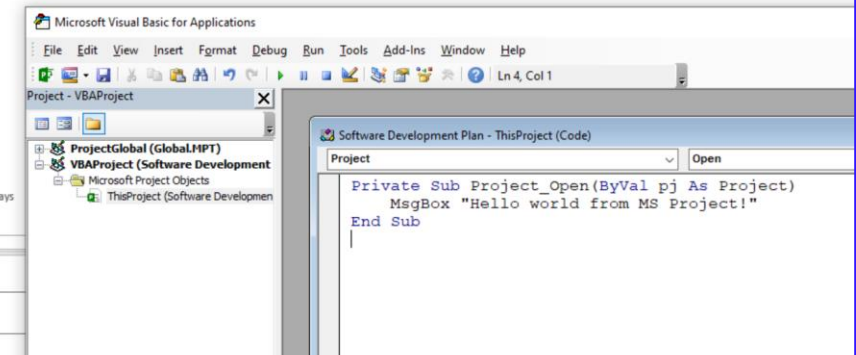 Microsoft Visual Basic for Applications
File Edit View Insert Format Debug Run Tools Add-Ins Window Help
Ln 4, Col 1
Project - VBAProject
ProjectGlobal (Global.MPT)
VBAProject (Software Development
Microsoft Project Objects
ThisProject (Software Developmen
ays
Software Development Plan - ThisProject (Code)
Project
Open
Private Sub Project_Open(ByVal pj As Project)
MsgBox "Hello world from MS Project!"
End Sub